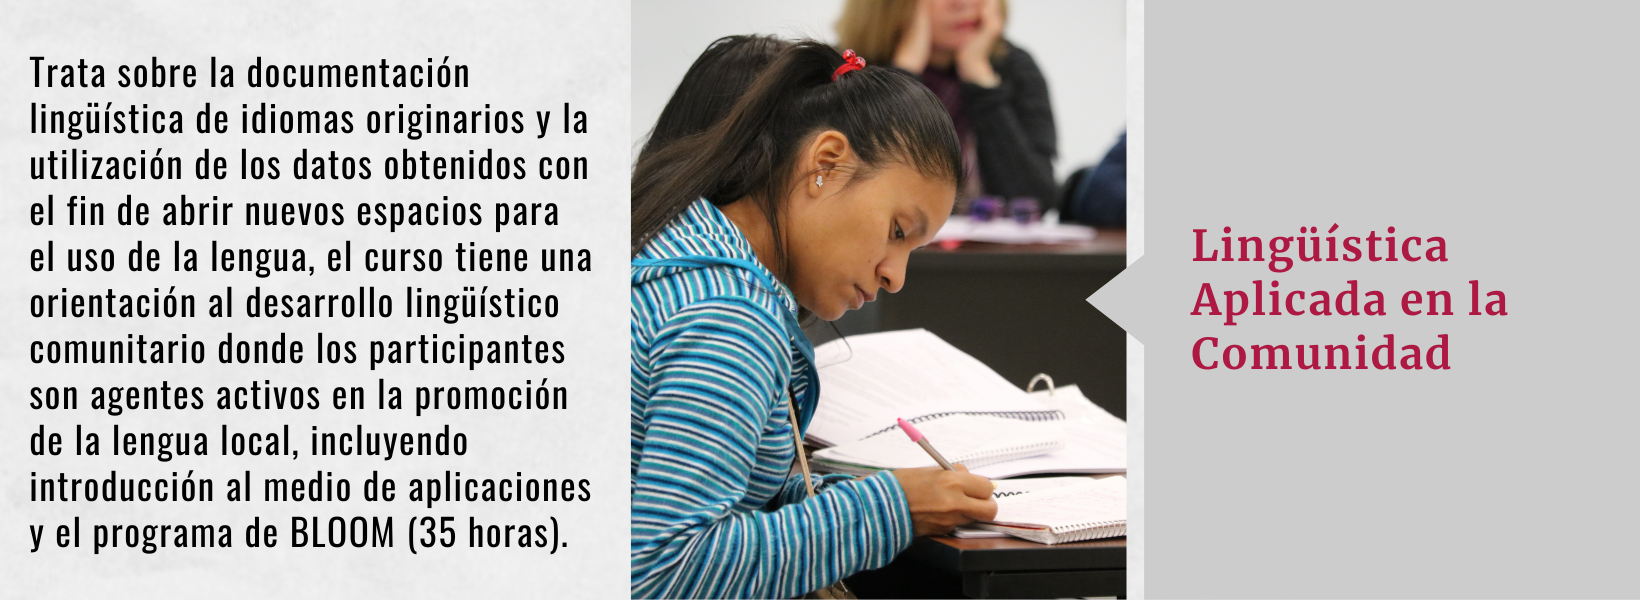 Trata sobre la documentación
lingüística de idiomas originarios y la
utilización de los datos obtenidos con
el fin de abrir nuevos espacios para
el uso de la lengua, el curso tiene una
orientación al desarrollo lingüístico
comunitario donde los participantes
son agentes activos en la promoción
de la lengua local, incluyendo
introducción al medio de aplicaciones
y el programa de BLOOM (35 horas).
Lingüística
Aplicada en la
Comunidad